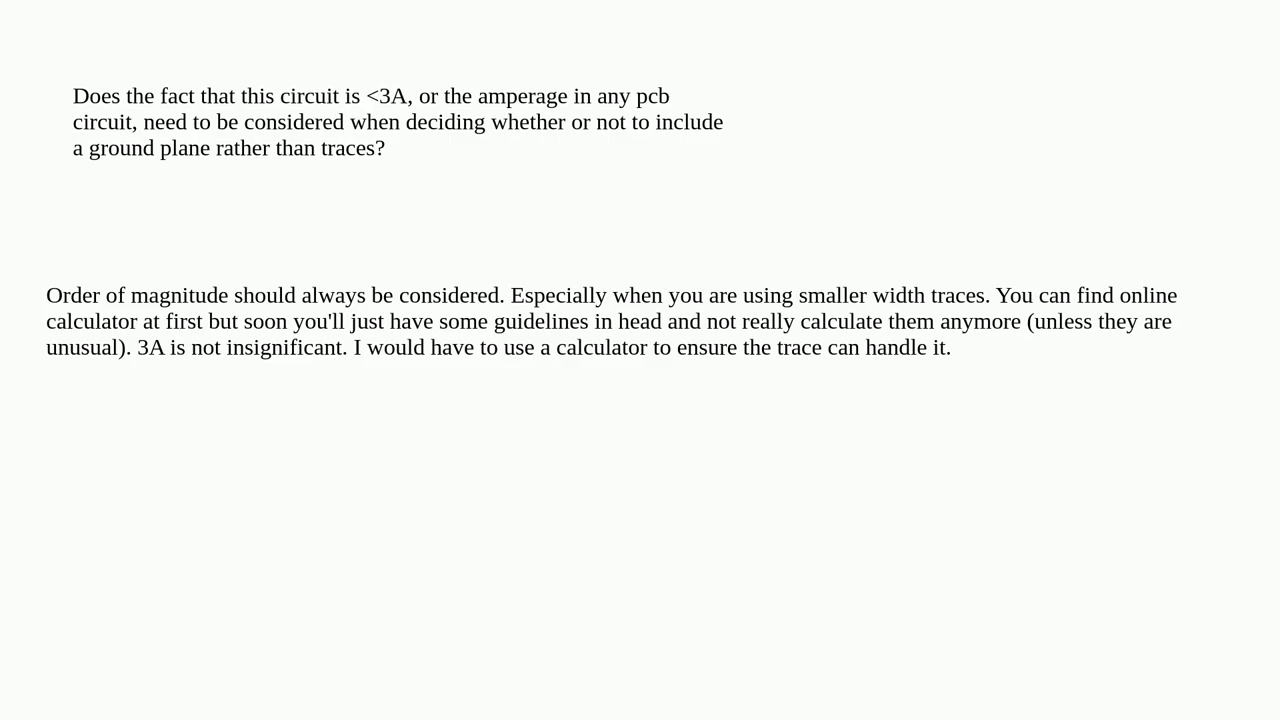 Does the fact that this circuit is <3A, or the amperage in any pcb
circuit, need to be considered when deciding whether or not to include
a ground plane rather than traces?
Order of magnitude should always be considered. Especially when you are using smaller width traces. You can find online
calculator at first but soon you'll just have some guidelines in head and not really calculate them anymore (unless they are
unusual). 3A is not insignificant. I would have to use a calculator to ensure the trace can handle it.